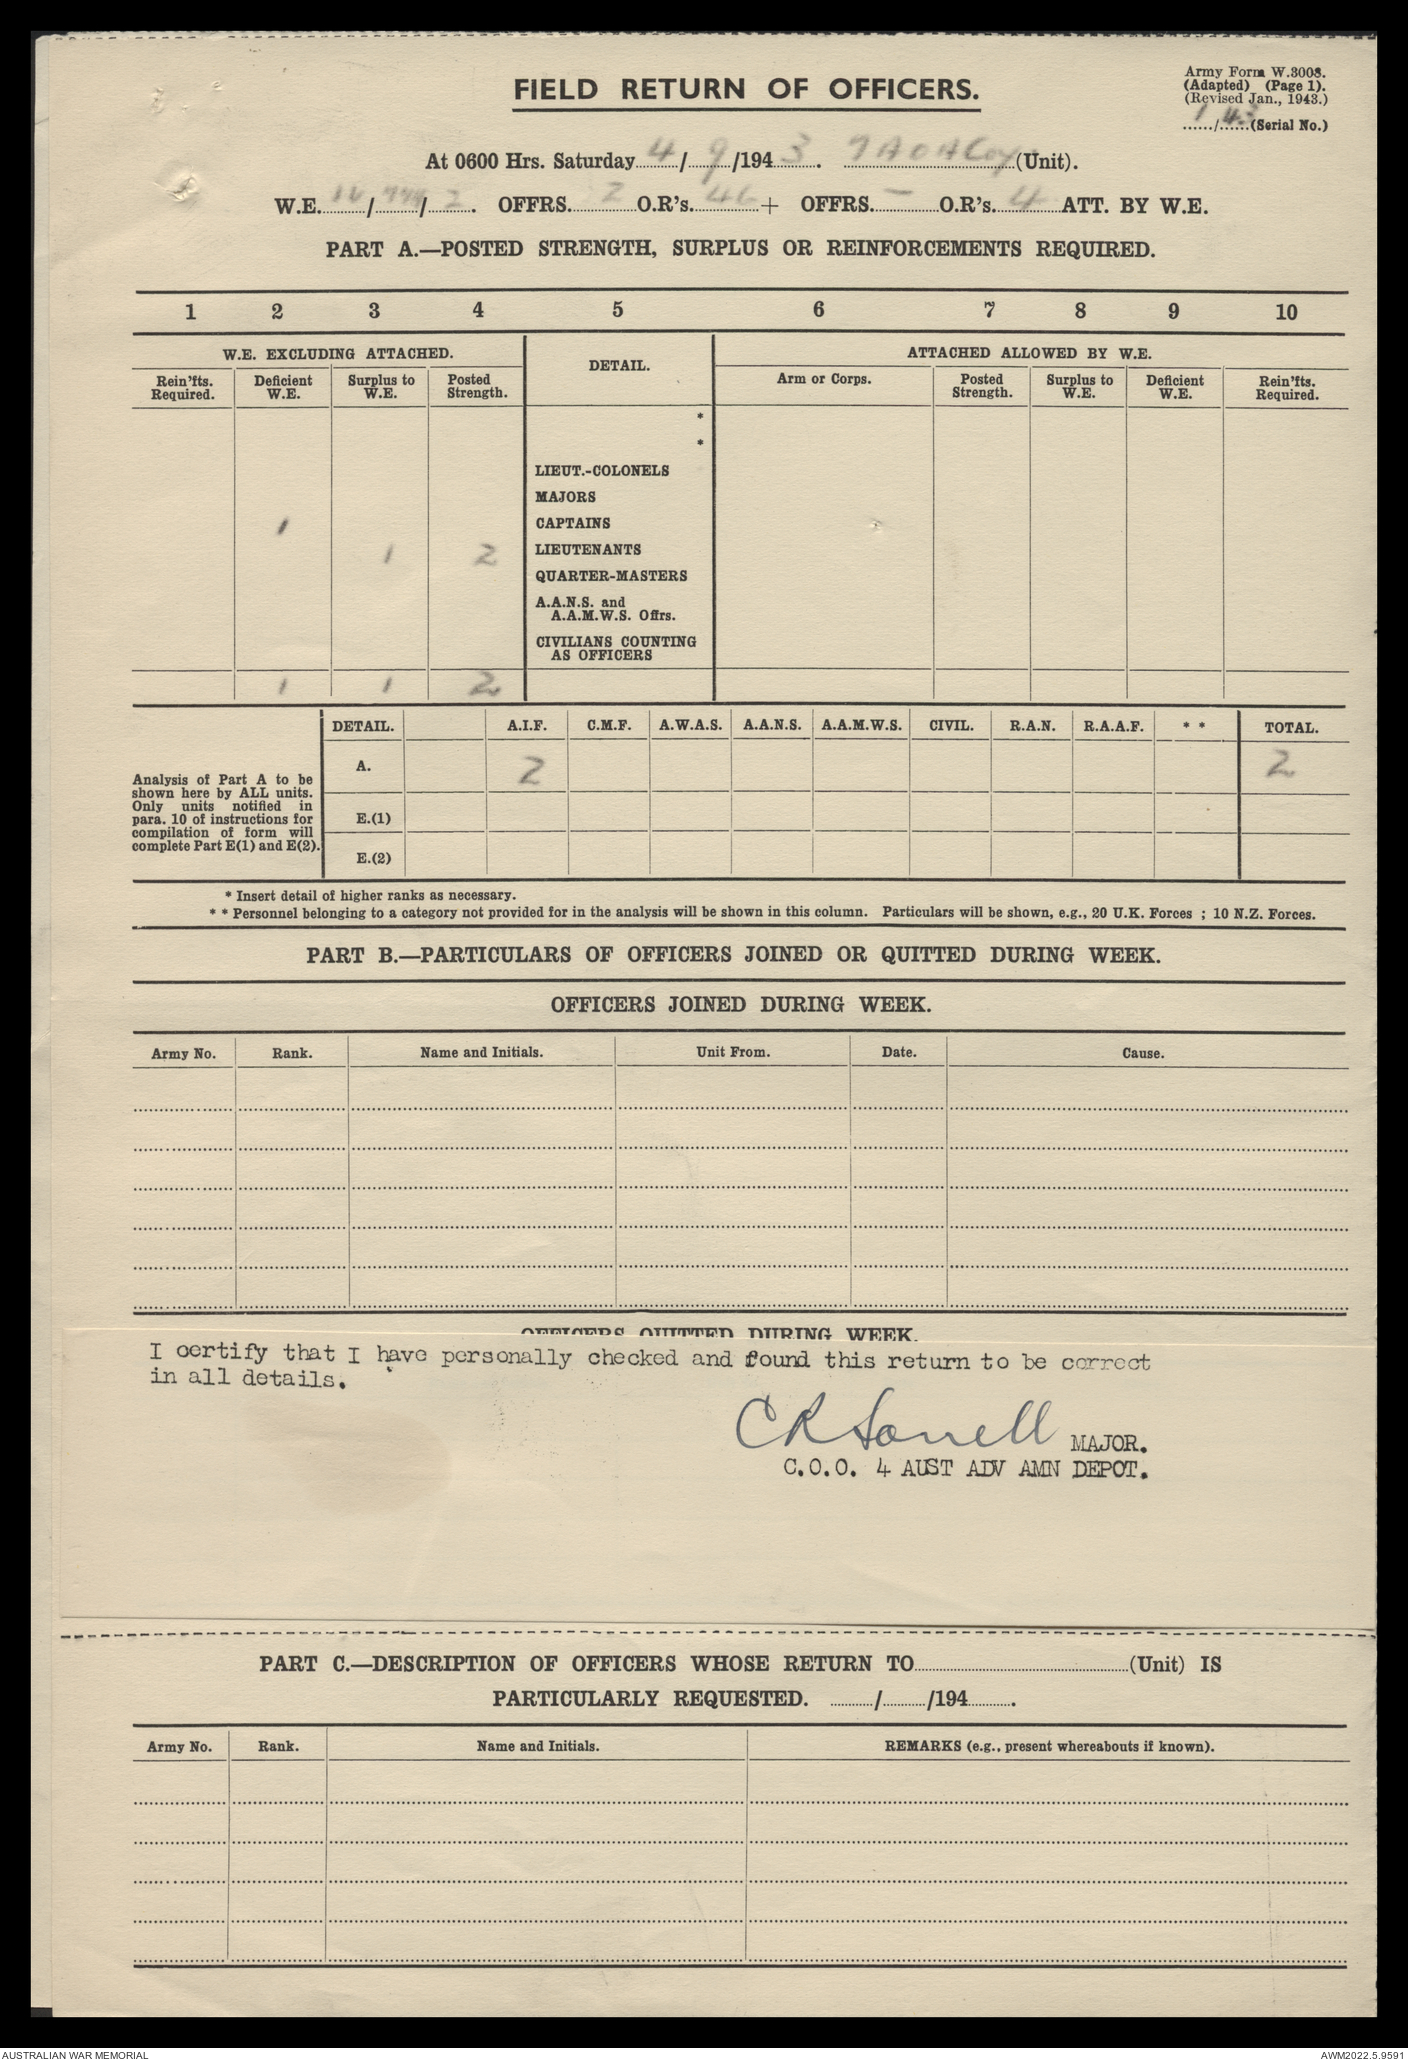 Army Form W.3008.
(Adapted) (Page 1).
(Revised Jan., 1943.)
1/43 (Serial No.)
FIELD RETURN OF OFFICERS.
At 0600 Hrs. Saturday 4/9/1943. (Unit).
W.E. / /2. OFFRS. 2 O.R's. 46 + OFFRS. — O.R's. 4 ATT. BY W.E.
PART A.—POSTED STRENGTH, SURPLUS OR REINFORCEMENTS REQUIRED.
1 2 3 4 5 6 7 8 9 10
W.E. EXCLUDING ATTACHED. DETAIL. ATTACHED ALLOWED BY W.E.
Rein'fts. Required. Deficient W.E. Surplus to W.E. Posted Strength. Arm or Corps. Posted Strength. Surplus to W.E. Deficient W.E. Rein'fts. Required.
*
*
LIEUT.-COLONELS
MAJORS
1 CAPTAINS
1 2 LIEUTENANTS
QUARTER-MASTERS
A.A.N.S. and
A.A.M.W.S. Offrs.
CIVILIANS COUNTING
AS OFFICERS
1 1 2
DETAIL. A.I.F. C.M.F. A.W.A.S. A.A.N.S. A.A.M.W.S. CIVIL. R.A.N. R.A.A.F. * * TOTAL.
A. 2 2
E.(1)
E.(2)
Analysis of Part A to be
shown here by ALL units.
Only units notified in
para. 10 of instructions for
compilation of form will
complete Part E(1) and E(2).
* Insert detail of higher ranks as necessary.
* * Personnel belonging to a category not provided for in the analysis will be shown in this column. Particulars will be shown, e.g., 20 U.K. Forces ; 10 N.Z. Forces.
PART B.—PARTICULARS OF OFFICERS JOINED OR QUITTED DURING WEEK.
OFFICERS JOINED DURING WEEK.
Army No. Rank. Name and Initials. Unit From. Date. Cause.
OFFICERS QUITTED DURING WEEK.
I certify that I have personally checked and found this return to be correct
in all details.
MAJOR.
C.O.O. 4 AUST ADV AMN DEPOT.
PART C.—DESCRIPTION OF OFFICERS WHOSE RETURN TO (Unit) IS
PARTICULARLY REQUESTED. / /194 .
Army No. Rank. Name and Initials. REMARKS (e.g., present whereabouts if known).
AUSTRALIAN WAR MEMORIAL AWM2022.5.9591